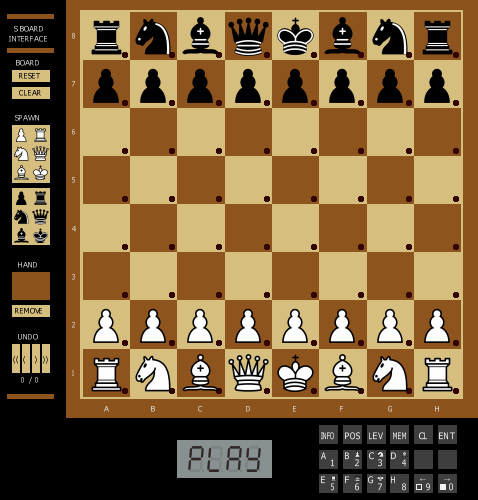 S BOARD
INTERFACE
BOARD
RESET
CLEAR
SPAWN
HAND
REMOVE
UNDO
<< < > >>
0 / 0
8
7
6
5
4
3
2
1
A B C D E F G H
PLAY
INFO POS LEV MEM CL ENT
A 1 B 2 C 3 D 4
E 5 F 6 G 7 H 8 ← 9 → 0